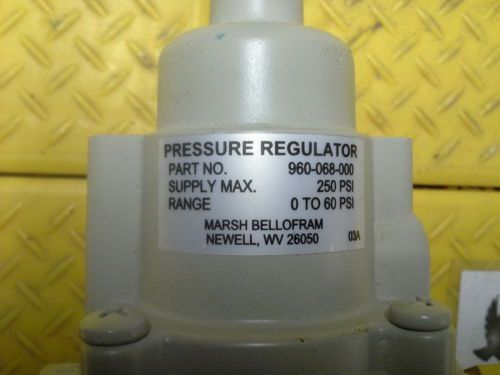 PRESSURE REGULATOR
PART NO. 960-068-000
SUPPLY MAX. 250 PSI
RANGE 0 TO 60 PSI
MARSH BELLOFRAM
NEWELL, WV 26050 03A